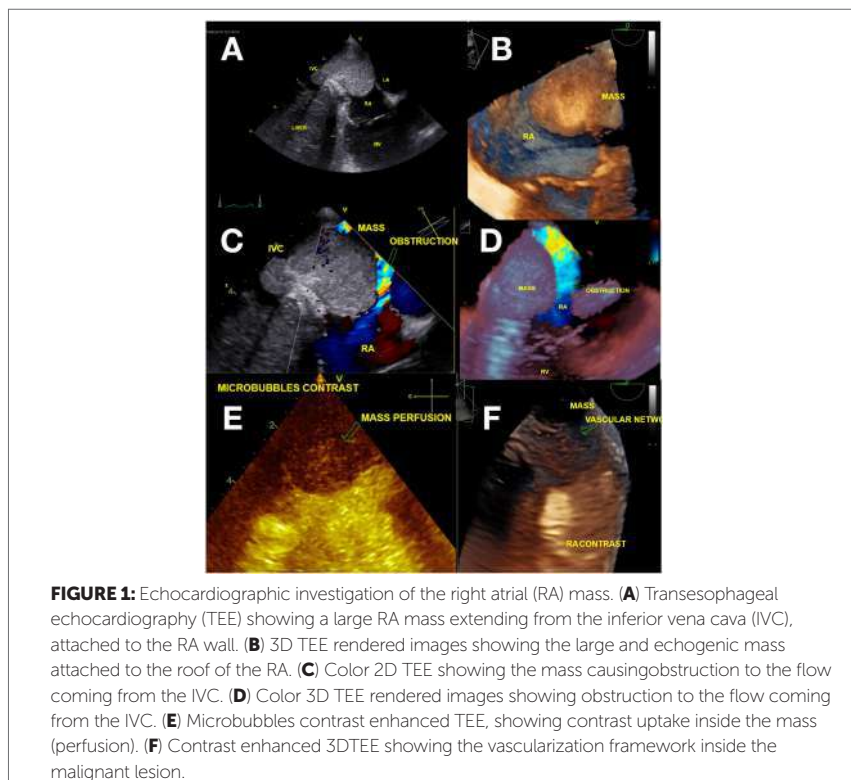 A
V
IVC
LA
RA
LIVER
RV
B
MASS
RA
C
V
MASS
IVC
OBSTRUCTION
4
RA
D
V
MASS
OBSTRUCTION
RA
RV
MICROBUBBLES CONTRAST
V
E
MASS PERFUSION
2
4
F
MASS
VASCULAR NETW
RA CONTRAST
FIGURE 1: Echocardiographic investigation of the right atrial (RA) mass. (A) Transesophageal
echocardiography (TEE) showing a large RA mass extending from the inferior vena cava (IVC),
attached to the RA wall. (B) 3D TEE rendered images showing the large and echogenic mass
attached to the roof of the RA. (C) Color 2D TEE showing the mass causingobstruction to the flow
coming from the IVC. (D) Color 3D TEE rendered images showing obstruction to the flow coming
from the IVC. (E) Microbubbles contrast enhanced TEE, showing contrast uptake inside the mass
(perfusion). (F) Contrast enhanced 3DTEE showing the vascularization framework inside the
malignant lesion.